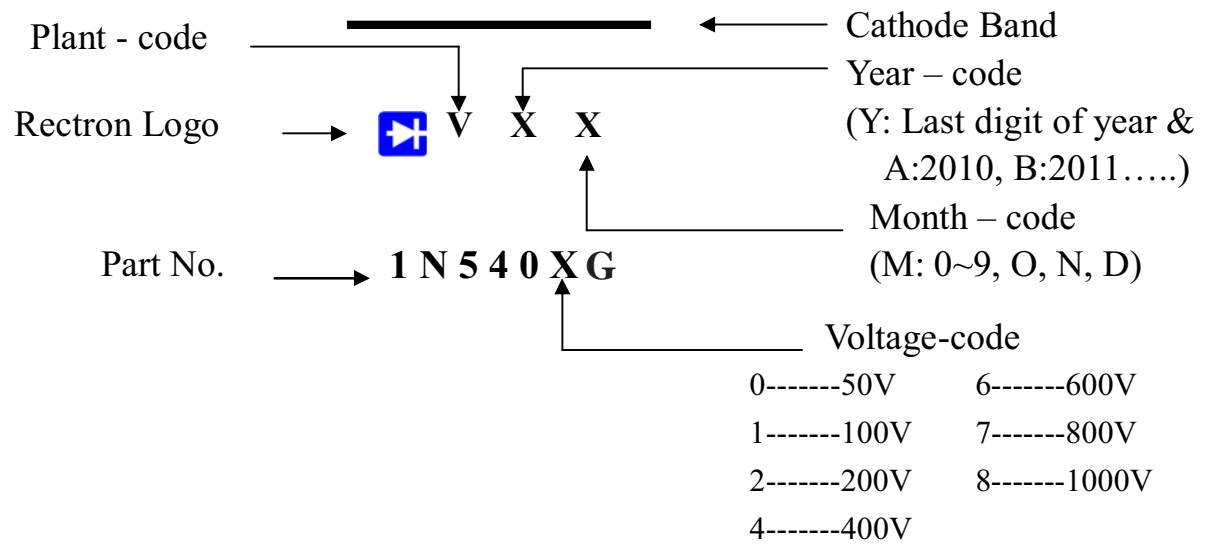 Plant - code
Cathode Band
Year – code
Rectron Logo
V X X
(Y: Last digit of year &
A:2010, B:2011…..)
Month – code
Part No.
1 N 5 4 0 X G
(M: 0~9, O, N, D)
Voltage-code
0-------50V 6-------600V
1-------100V 7-------800V
2-------200V 8-------1000V
4-------400V